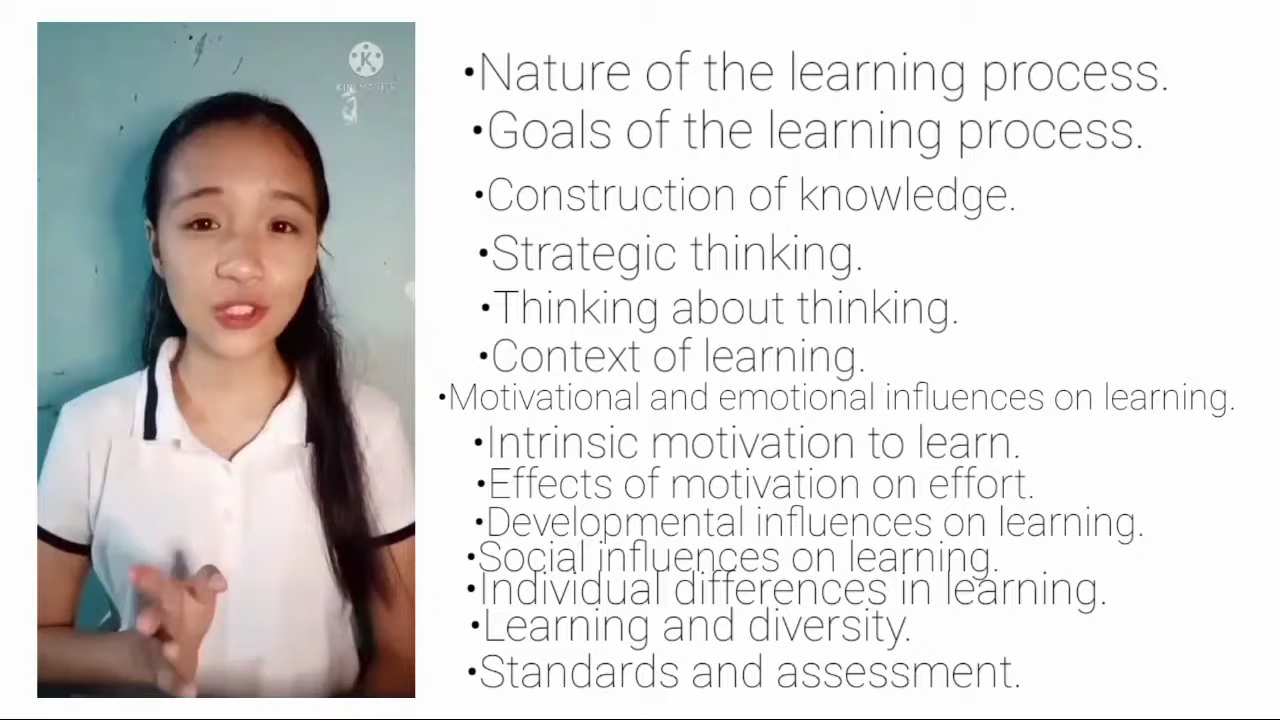 KINEMASTER
•Nature of the learning process.
•Goals of the learning process.
•Construction of knowledge.
•Strategic thinking.
•Thinking about thinking.
•Context of learning.
•Motivational and emotional influences on learning.
•Intrinsic motivation to learn.
•Effects of motivation on effort.
•Developmental influences on learning.
•Social influences on learning.
•Individual differences in learning.
•Learning and diversity.
•Standards and assessment.